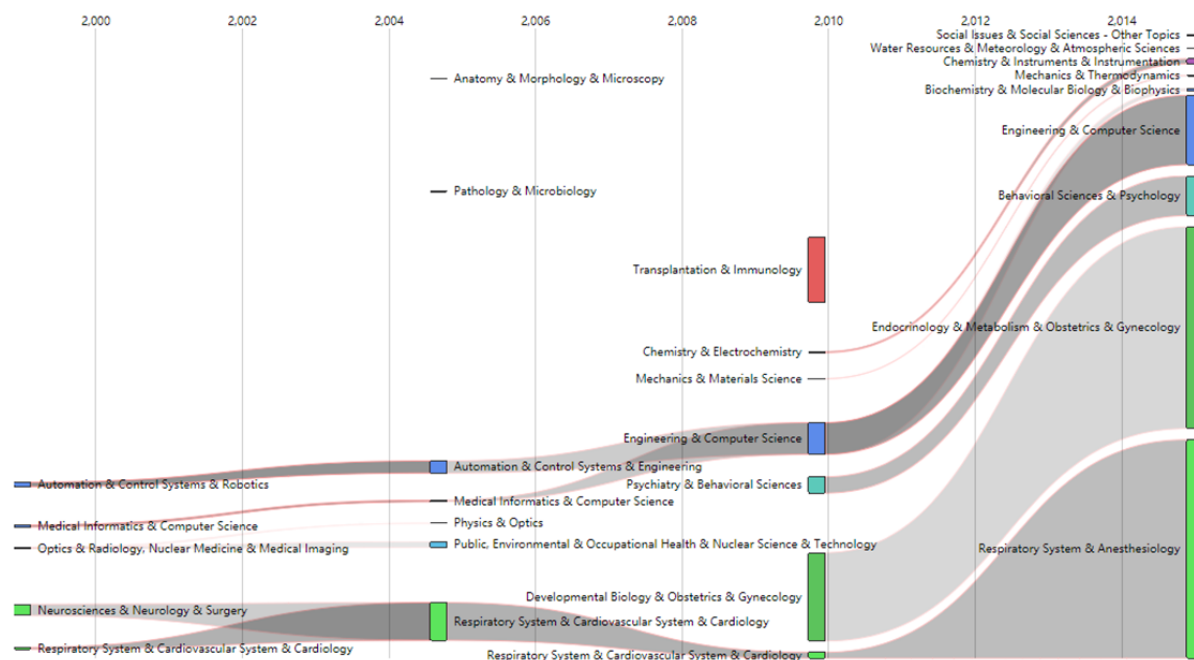 2,000 2,002 2,004 2,006 2,008 2,010 2,012 2,014
Social Issues & Social Sciences - Other Topics
Water Resources & Meteorology & Atmospheric Sciences
Chemistry & Instruments & Instrumentation
Mechanics & Thermodynamics
Anatomy & Morphology & Microscopy
Biochemistry & Molecular Biology & Biophysics
Engineering & Computer Science
Pathology & Microbiology
Behavioral Sciences & Psychology
Transplantation & Immunology
Endocrinology & Metabolism & Obstetrics & Gynecology
Chemistry & Electrochemistry
Mechanics & Materials Science
Engineering & Computer Science
Automation & Control Systems & Engineering
Automation & Control Systems & Robotics
Psychiatry & Behavioral Sciences
Medical Informatics & Computer Science
Medical Informatics & Computer Science
Physics & Optics
Optics & Radiology, Nuclear Medicine & Medical Imaging
Public, Environmental & Occupational Health & Nuclear Science & Technology
Respiratory System & Anesthesiology
Developmental Biology & Obstetrics & Gynecology
Neurosciences & Neurology & Surgery
Respiratory System & Cardiovascular System & Cardiology
Respiratory System & Cardiovascular System & Cardiology
Respiratory System & Cardiovascular System & Cardiology